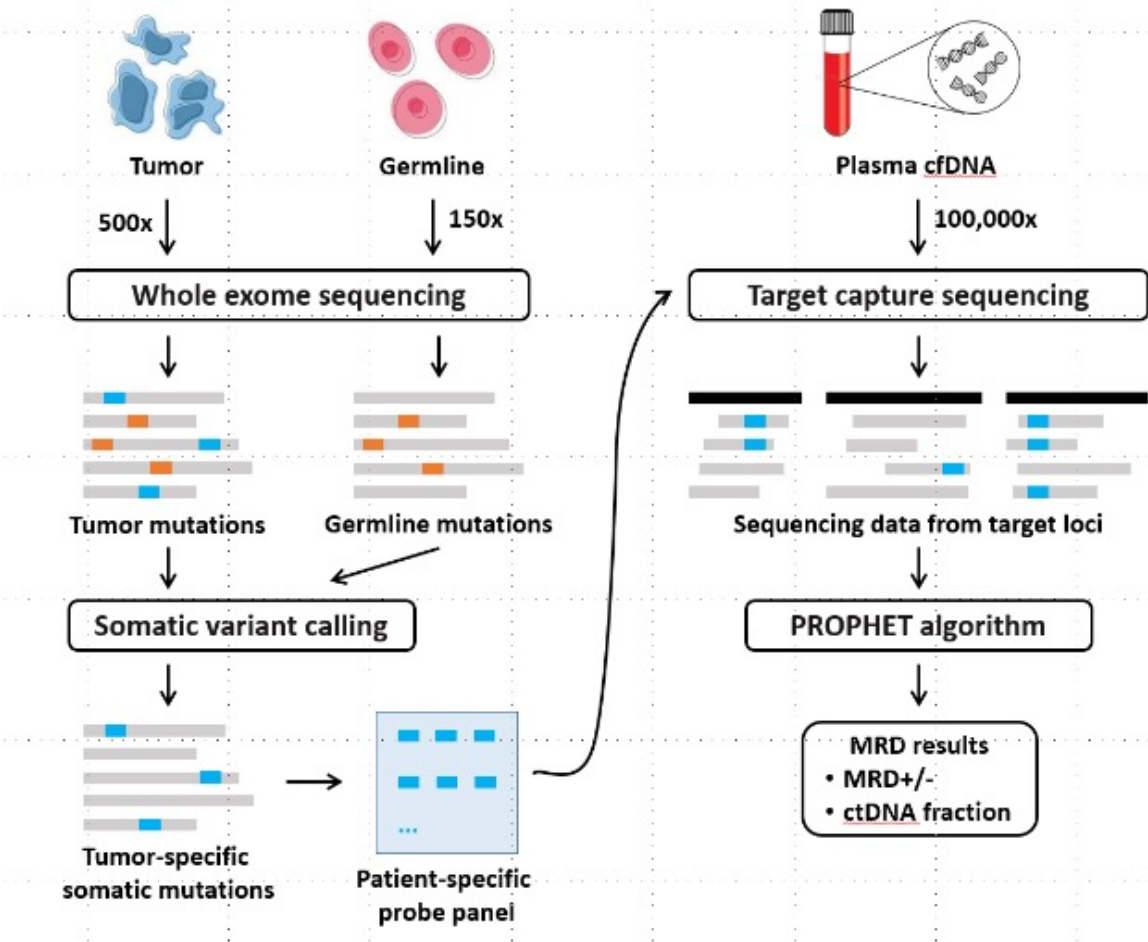 Tumor
Germline
Plasma cfDNA
500x
150x
100,000x
Whole exome sequencing
Target capture sequencing
Tumor mutations
Germline mutations
Sequencing data from target loci
Somatic variant calling
PROPHET algorithm
MRD results
• MRD+/-
• ctDNA fraction
...
Tumor-specific
somatic mutations
Patient-specific
probe panel